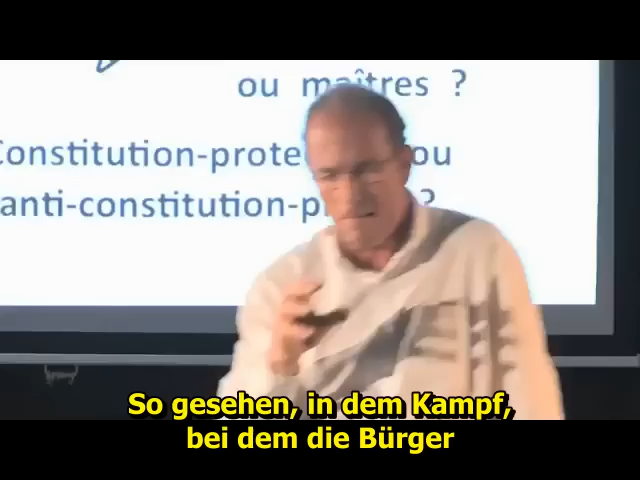 ou maîtres ?
Constitution-prote ou
anti-constitution-p ?
So gesehen, in dem Kampf,
bei dem die Bürger